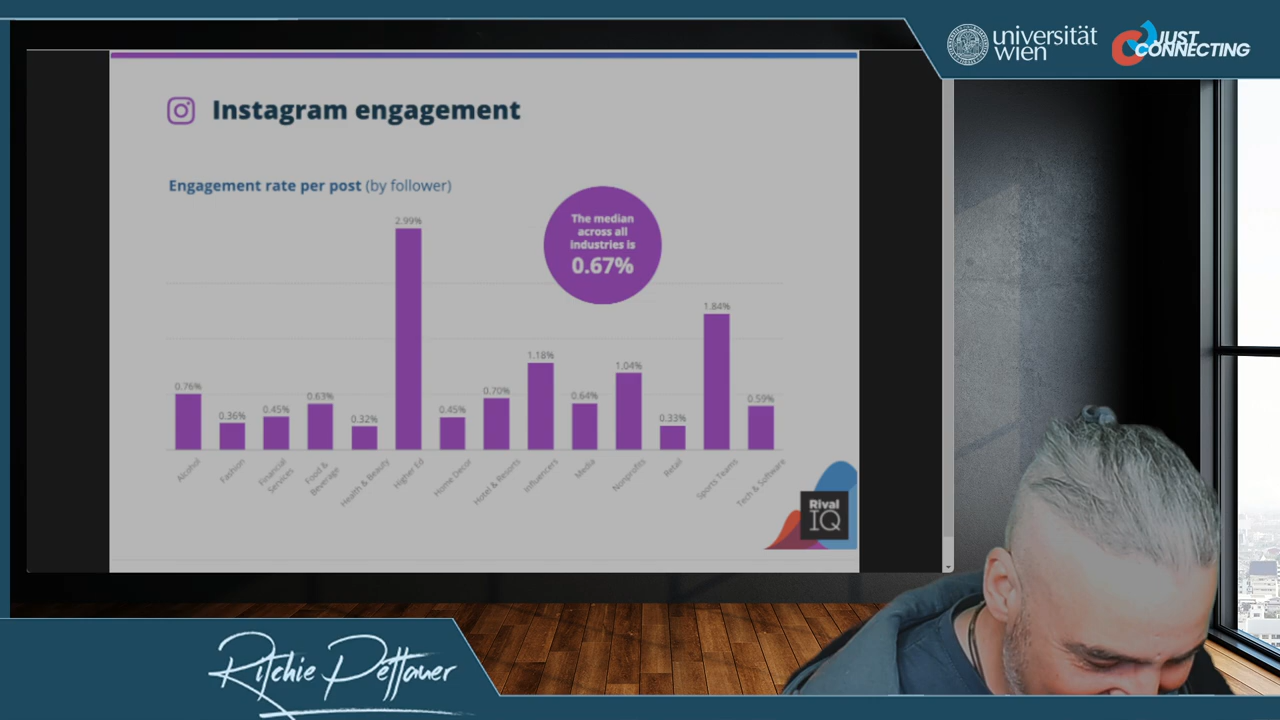 universität
wien
JUST
CONNECTING
Instagram engagement
Engagement rate per post (by follower)
The median
across all
industries is
0.67%
0.76%
0.36%
0.45%
0.63%
0.32%
2.99%
0.45%
0.70%
1.18%
0.64%
1.04%
0.33%
1.84%
0.59%
Alcohol
Fashion
Financial
Services
Food &
Beverage
Health & Beauty
Higher Ed
Home Decor
Hotel & Resorts
Influencers
Media
Nonprofits
Retail
Sports Teams
Tech & Software
Rival
IQ
Ritchie Pettauer